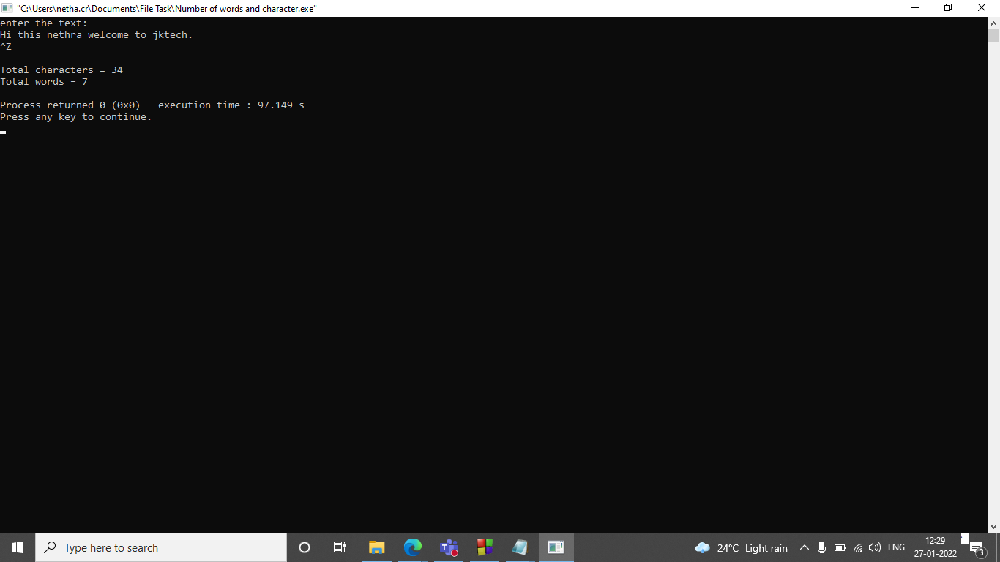 "C:\Users\netha.cr\Documents\File Task\Number of words and character.exe"
enter the text:
Hi this nethra welcome to jktech.
^Z
Total characters = 34
Total words = 7
Process returned 0 (0x0)   execution time : 97.149 s
Press any key to continue.
Type here to search
24°C Light rain
ENG
12:29
27-01-2022
3